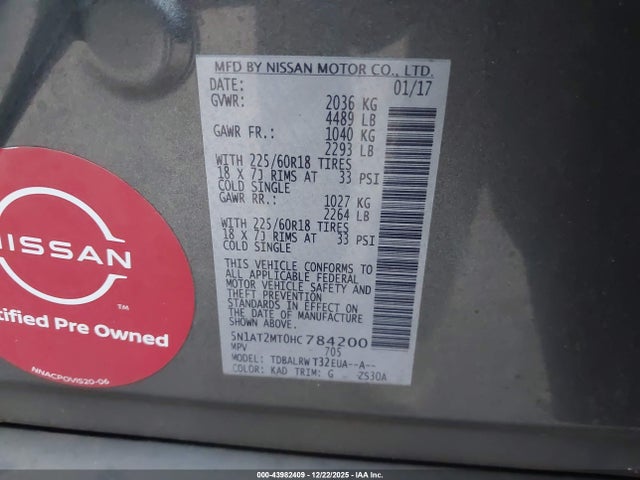 MFD BY NISSAN MOTOR CO., LTD.
DATE: 01/17
GVWR: 2036 KG
4489 LB
GAWR FR.: 1040 KG
2293 LB
WITH 225/60R18 TIRES
18 X 7J RIMS AT 33 PSI
COLD SINGLE
GAWR RR.: 1027 KG
2264 LB
WITH 225/60R18 TIRES
18 X 7J RIMS AT 33 PSI
COLD SINGLE
THIS VEHICLE CONFORMS TO
ALL APPLICABLE FEDERAL
MOTOR VEHICLE SAFETY AND
THEFT PREVENTION
STANDARDS IN EFFECT ON
THE DATE OF MANUFACTURE
SHOWN ABOVE.
5N1AT2MT0HC784200
MPV 705
MODEL: TDBALRW T32EUA--A--
COLOR: KAD TRIM: G ZS30A
NISSAN
TM
rtified Pre Owned
NNACPOVIS20-06
000-43982409 - 12/22/2025 - IAA Inc.